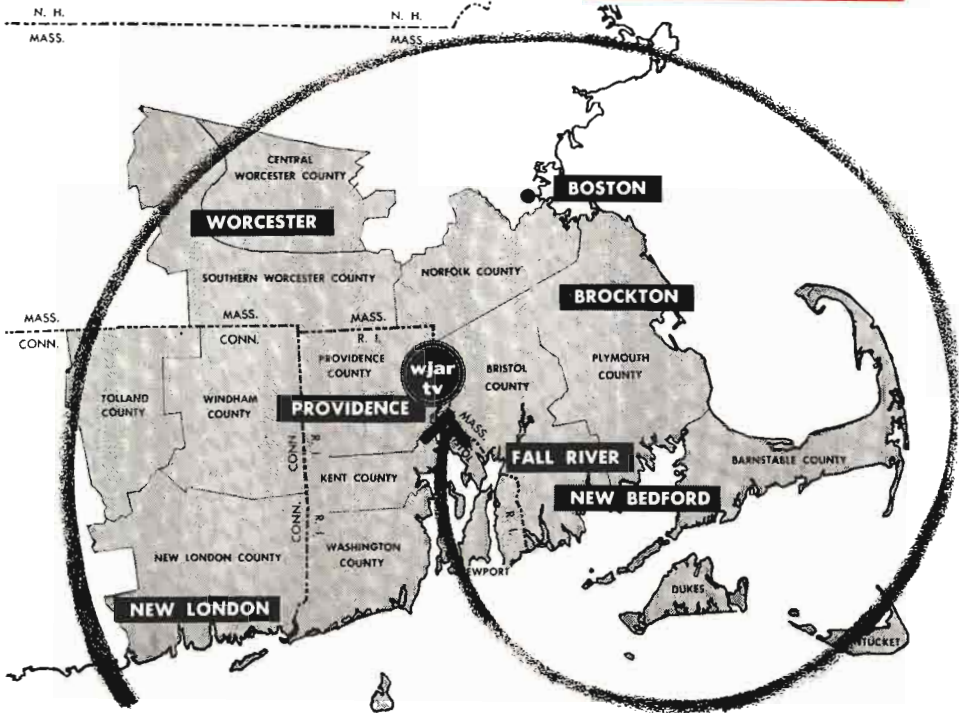 N. H.
N. H.
MASS.
MASS.
CENTRAL
WORCESTER COUNTY
BOSTON
WORCESTER
SOUTHERN WORCESTER COUNTY
NORFOLK COUNTY
BROCKTON
MASS.
CONN.
MASS.
CONN.
MASS.
R. I.
PROVIDENCE
COUNTY
wjar
tv
BRISTOL
COUNTY
PLYMOUTH
COUNTY
TOLLAND
COUNTY
WINDHAM
COUNTY
PROVIDENCE
MASS.
CONN.
R. I.
FALL RIVER
BARNSTABLE COUNTY
KENT COUNTY
NEW BEDFORD
CONN.
R. I.
R. I.
NEW LONDON COUNTY
WASHINGTON
COUNTY
EWPORT
DUKES
NEW LONDON
NTUCKET